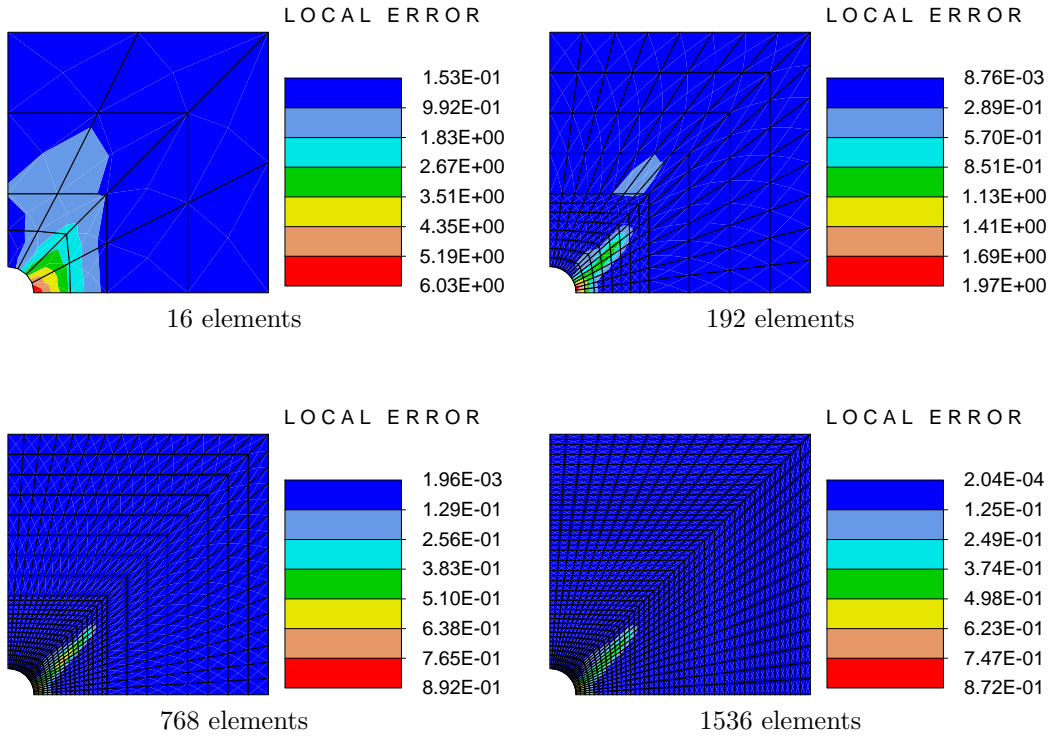 LOCAL ERROR
1.53E-01
9.92E-01
1.83E+00
2.67E+00
3.51E+00
4.35E+00
5.19E+00
6.03E+00
16 elements
LOCAL ERROR
8.76E-03
2.89E-01
5.70E-01
8.51E-01
1.13E+00
1.41E+00
1.69E+00
1.97E+00
192 elements
LOCAL ERROR
1.96E-03
1.29E-01
2.56E-01
3.83E-01
5.10E-01
6.38E-01
7.65E-01
8.92E-01
768 elements
LOCAL ERROR
2.04E-04
1.25E-01
2.49E-01
3.74E-01
4.98E-01
6.23E-01
7.47E-01
8.72E-01
1536 elements